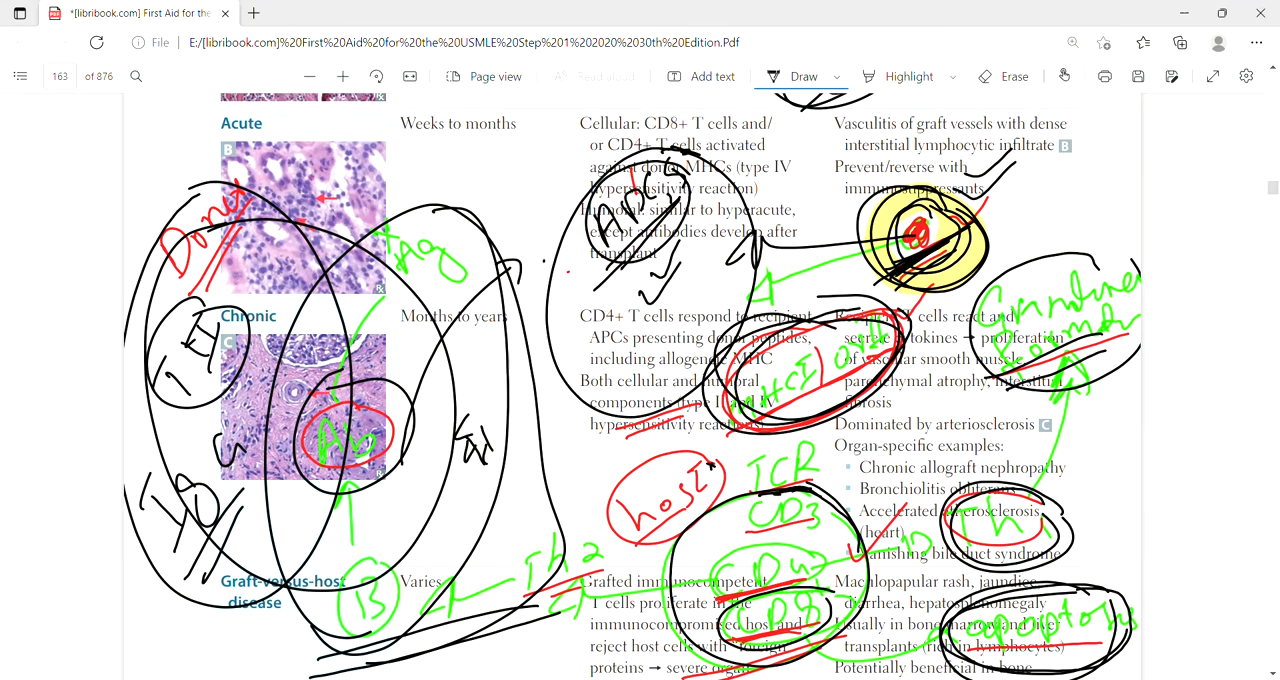 *[libribook.com] First Aid for the
File
E:/[libribook.com]%20First%20Aid%20for%20the%20USMLE%20Step%201%202020%2030th%20Edition.Pdf
163 of 876
Page view
Read aloud
Add text
Draw
Highlight
Erase
Acute
Weeks to months
Cellular: CD8+ T cells and/
or CD4+ T cells activated
against donor MHCs (type IV
hypersensitivity reaction)
Humoral: similar to hyperacute,
except antibodies develop after
transplant
Vasculitis of graft vessels with dense
interstitial lymphocytic infiltrate B
Prevent/reverse with
immunosuppressants
B
Chronic
Months to years
CD4+ T cells respond to recipient
APCs presenting donor peptides,
including allogeneic MHC
Both cellular and humoral
components (type II and IV
hypersensitivity reactions)
Recipient T cells react and
secrete cytokines → proliferation
of vascular smooth muscle,
parenchymal atrophy, interstitial
fibrosis
Dominated by arteriosclerosis C
Organ-specific examples:
Chronic allograft nephropathy
Bronchiolitis obliterans
Accelerated atherosclerosis
(heart)
Vanishing bile duct syndrome
C
Graft-versus-host
disease
Varies
Grafted immunocompetent
T cells proliferate in the
immunocompromised host and
reject host cells with "foreign"
proteins → severe organ
Maculopapular rash, jaundice,
diarrhea, hepatosplenomegaly
Usually in bone marrow and liver
transplants (rich in lymphocytes)
Potentially beneficial in bone
Donor
Ag
APCs
Ab
B
Th2
host
TCR
CD3
CD4
CD8
Th1
apoptosis